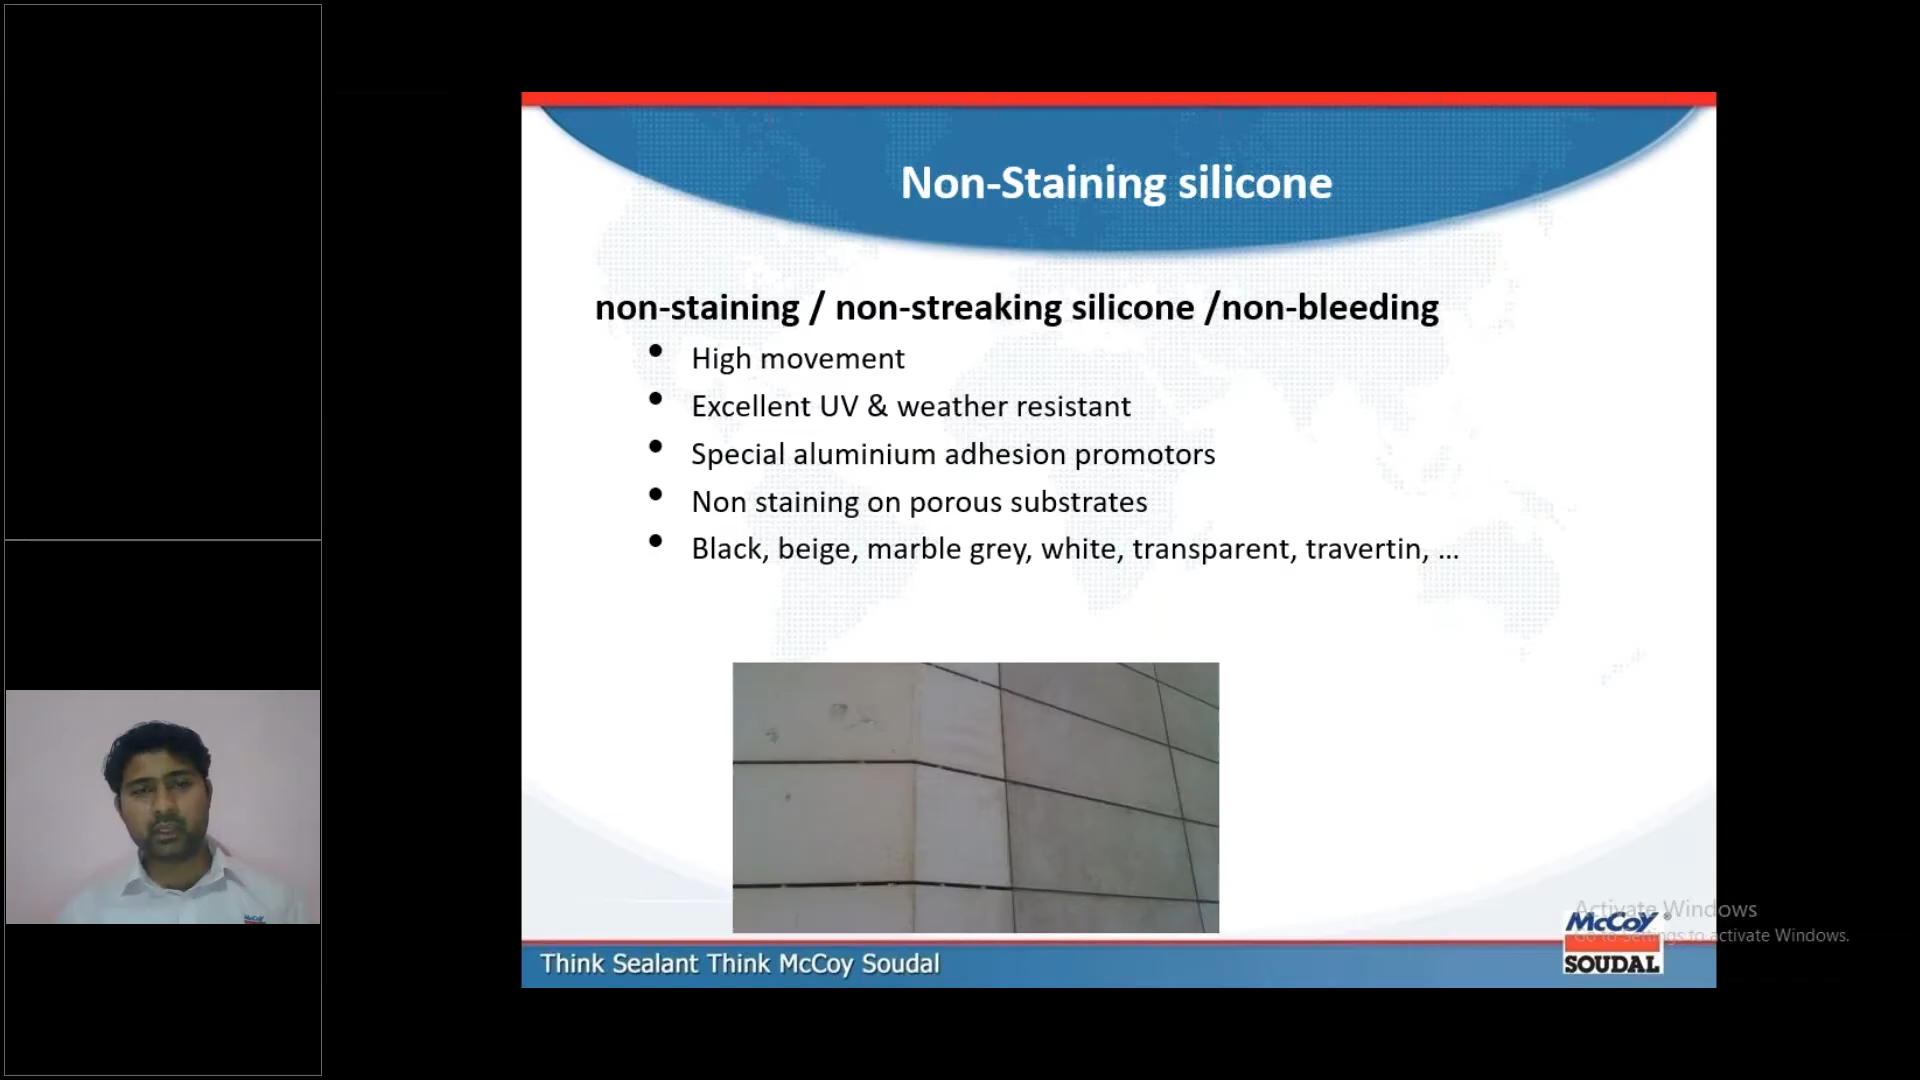 Non-Staining silicone
non-staining / non-streaking silicone /non-bleeding
• High movement
• Excellent UV & weather resistant
• Special aluminium adhesion promotors
• Non staining on porous substrates
• Black, beige, marble grey, white, transparent, travertin, ...
Activate Windows
Go to Settings to activate Windows.
McCoy
SOUDAL
Think Sealant Think McCoy Soudal
McCoy